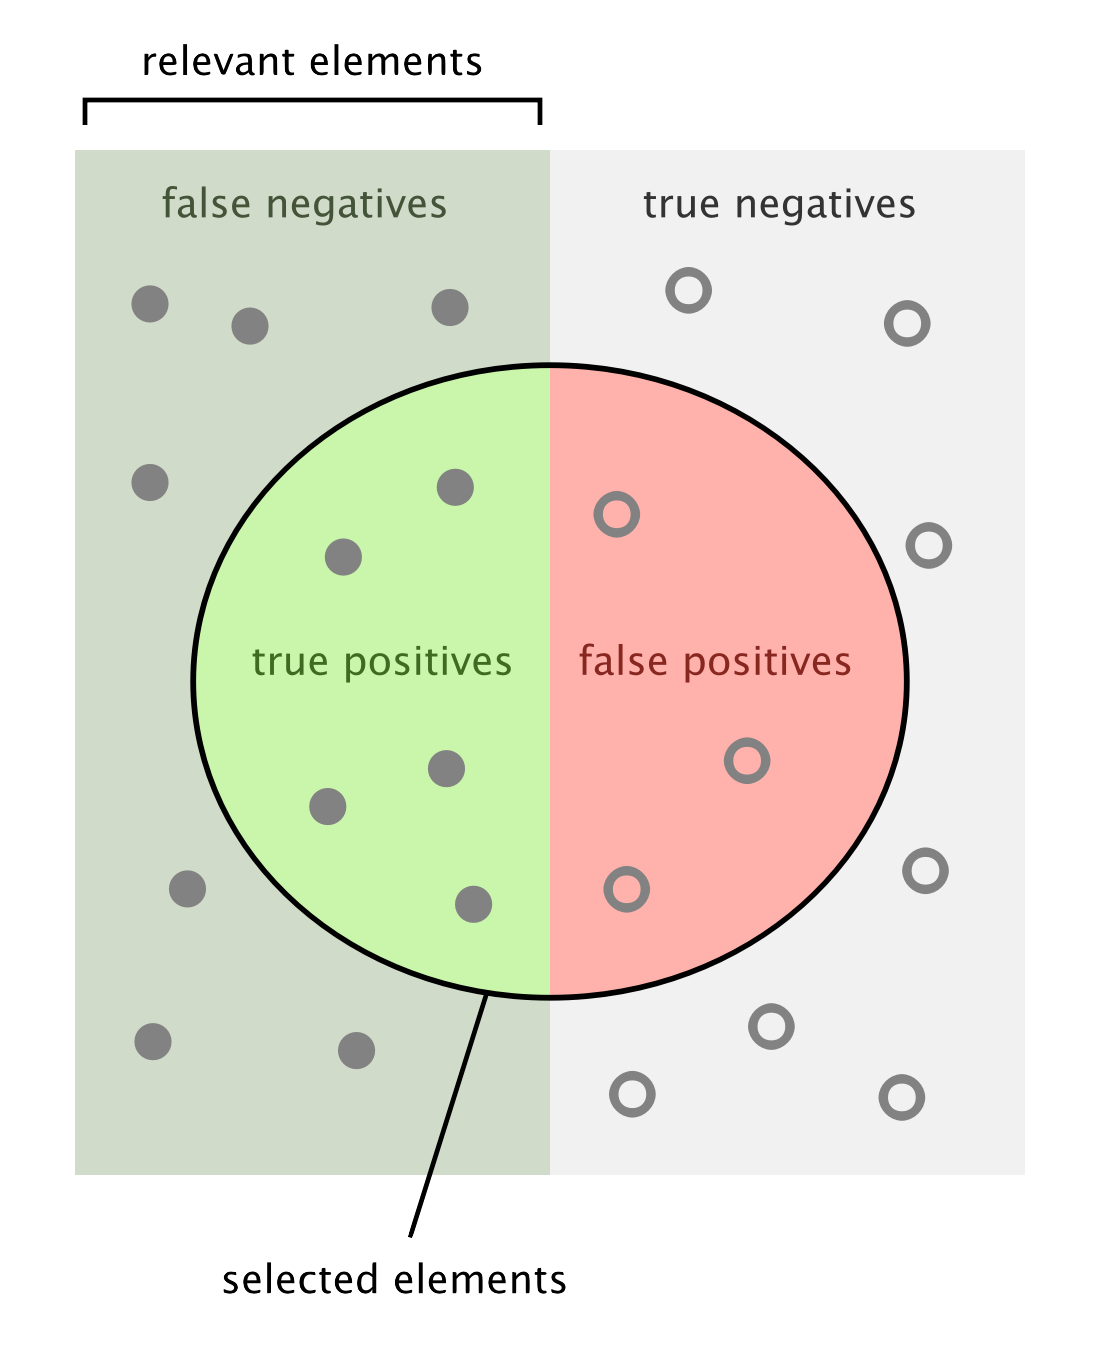 relevant elements
false negatives
true negatives
true positives
false positives
selected elements